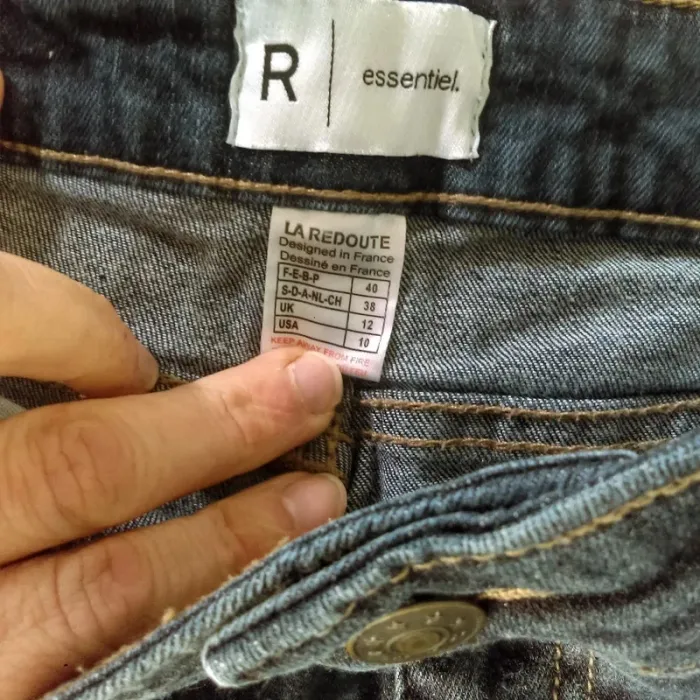 R | essentiel.
LA REDOUTE
Designed in France
Dessiné en France
F-E-B-P 40
S-D-A-NL-CH 38
UK 12
USA 10
KEEP AWAY FROM FIRE